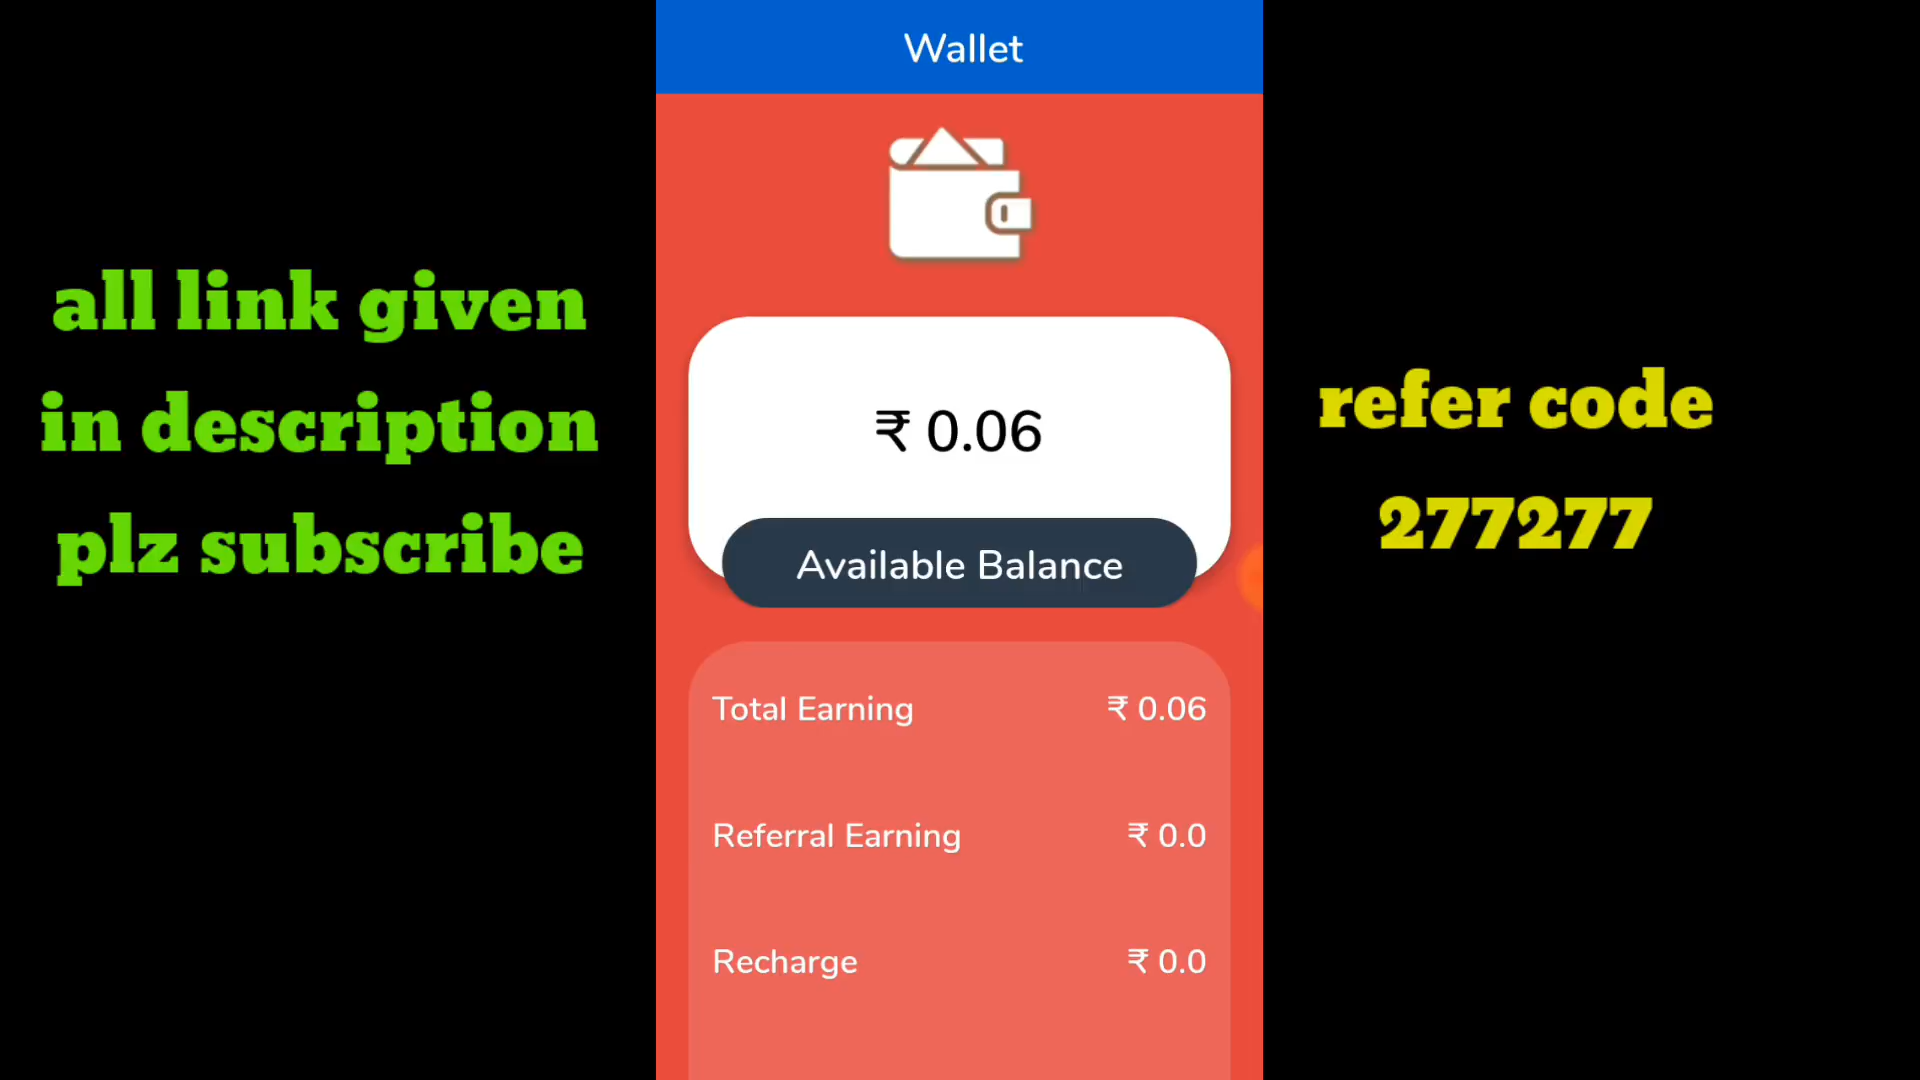 all link given
in description
plz subscribe
Wallet
₹ 0.06
Available Balance
Total Earning ₹ 0.06
Referral Earning ₹ 0.0
Recharge ₹ 0.0
refer code
277277